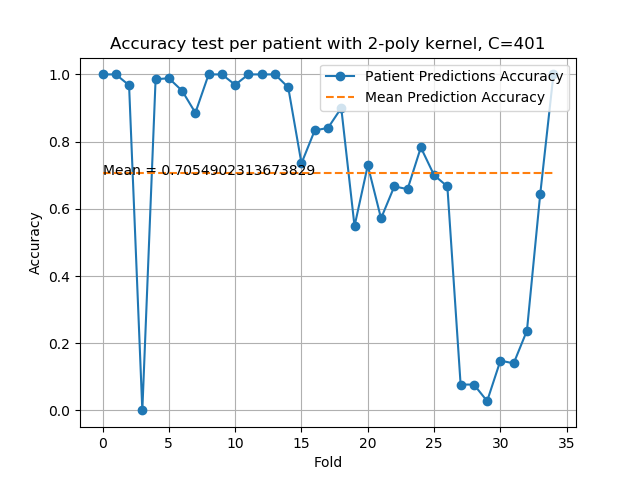 Accuracy test per patient with 2-poly kernel, C=401
Patient Predictions Accuracy
Mean Prediction Accuracy
1.0
0.8
Mean = 0.7054902313673829
0.6
0.4
0.2
0.0
Accuracy
0 5 10 15 20 25 30 35
Fold